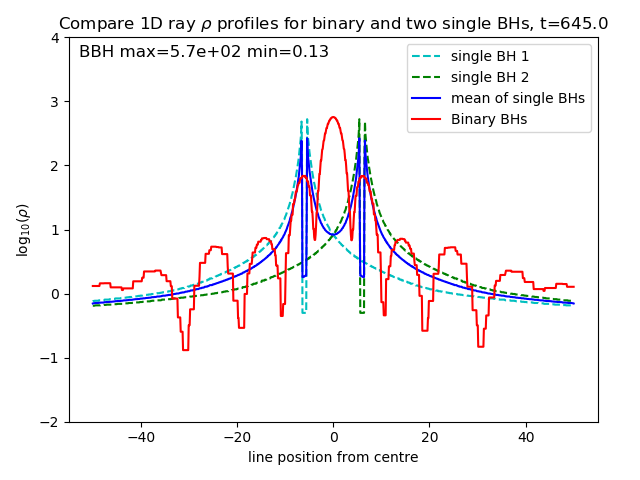 Compare 1D ray ρ profiles for binary and two single BHs, t=645.0
BBH max=5.7e+02 min=0.13
single BH 1
single BH 2
mean of single BHs
Binary BHs
4
3
2
1
0
−1
−2
log₁₀(ρ)
−40 −20 0 20 40
line position from centre